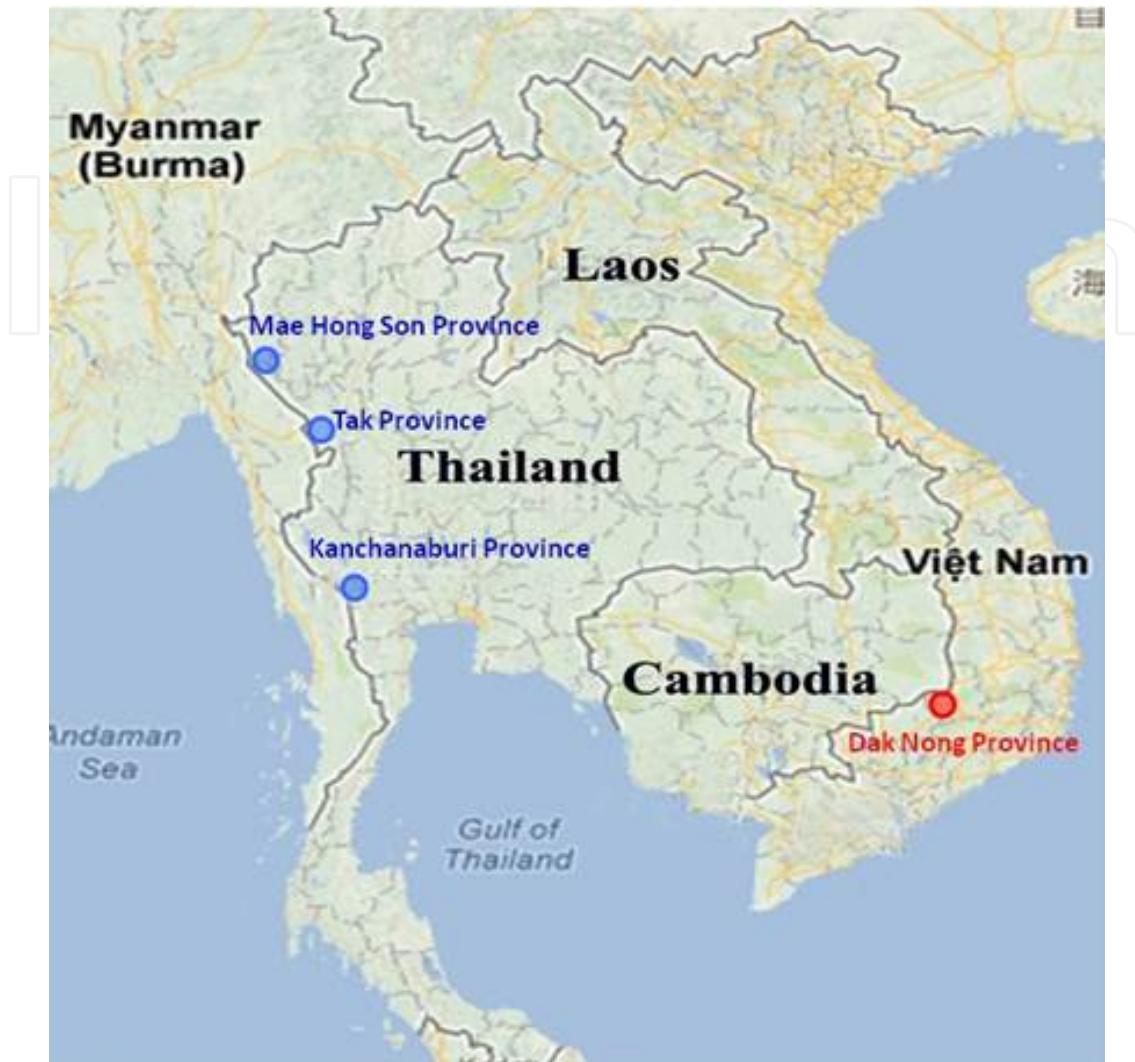 Myanmar
(Burma)
Laos
海
Mae Hong Son Province
Tak Province
Thailand
Kanchanaburi Province
Việt Nam
Cambodia
Andaman
Sea
Dak Nong Province
Gulf of
Thailand